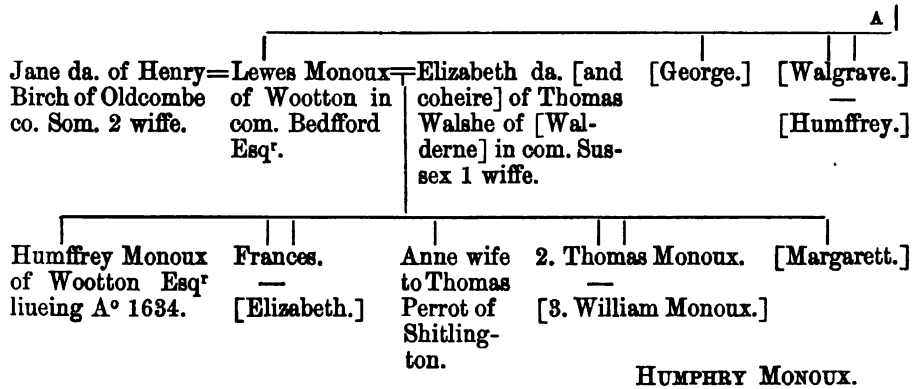 A
Jane da. of Henry=Lewes Monoux=Elizabeth da. [and [George.] [Walgrave.]
Birch of Oldcombe of Wootton in coheire] of Thomas —
co. Som. 2 wiffe. com. Bedfford Walshe of [Wal- [Humffrey.]
Esqʳ. derne] in com. Sus-
sex 1 wiffe.
Humffrey Monoux Frances. Anne wife 2. Thomas Monoux. [Margarett.]
of Wootton Esqʳ — to Thomas —
liueing Aº 1634. [Elizabeth.] Perrot of [3. William Monoux.]
Shitling-
ton.
HUMPHRY MONOUX.